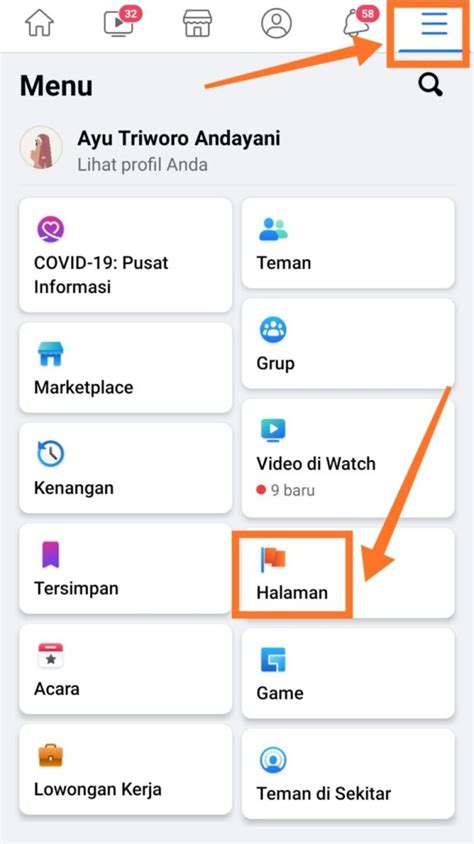 32
58
Menu
Ayu Triworo Andayani
Lihat profil Anda
COVID-19: Pusat
Informasi
Teman
Grup
Marketplace
Video di Watch
9 baru
Kenangan
Tersimpan
Halaman
Acara
Game
Lowongan Kerja
Teman di Sekitar